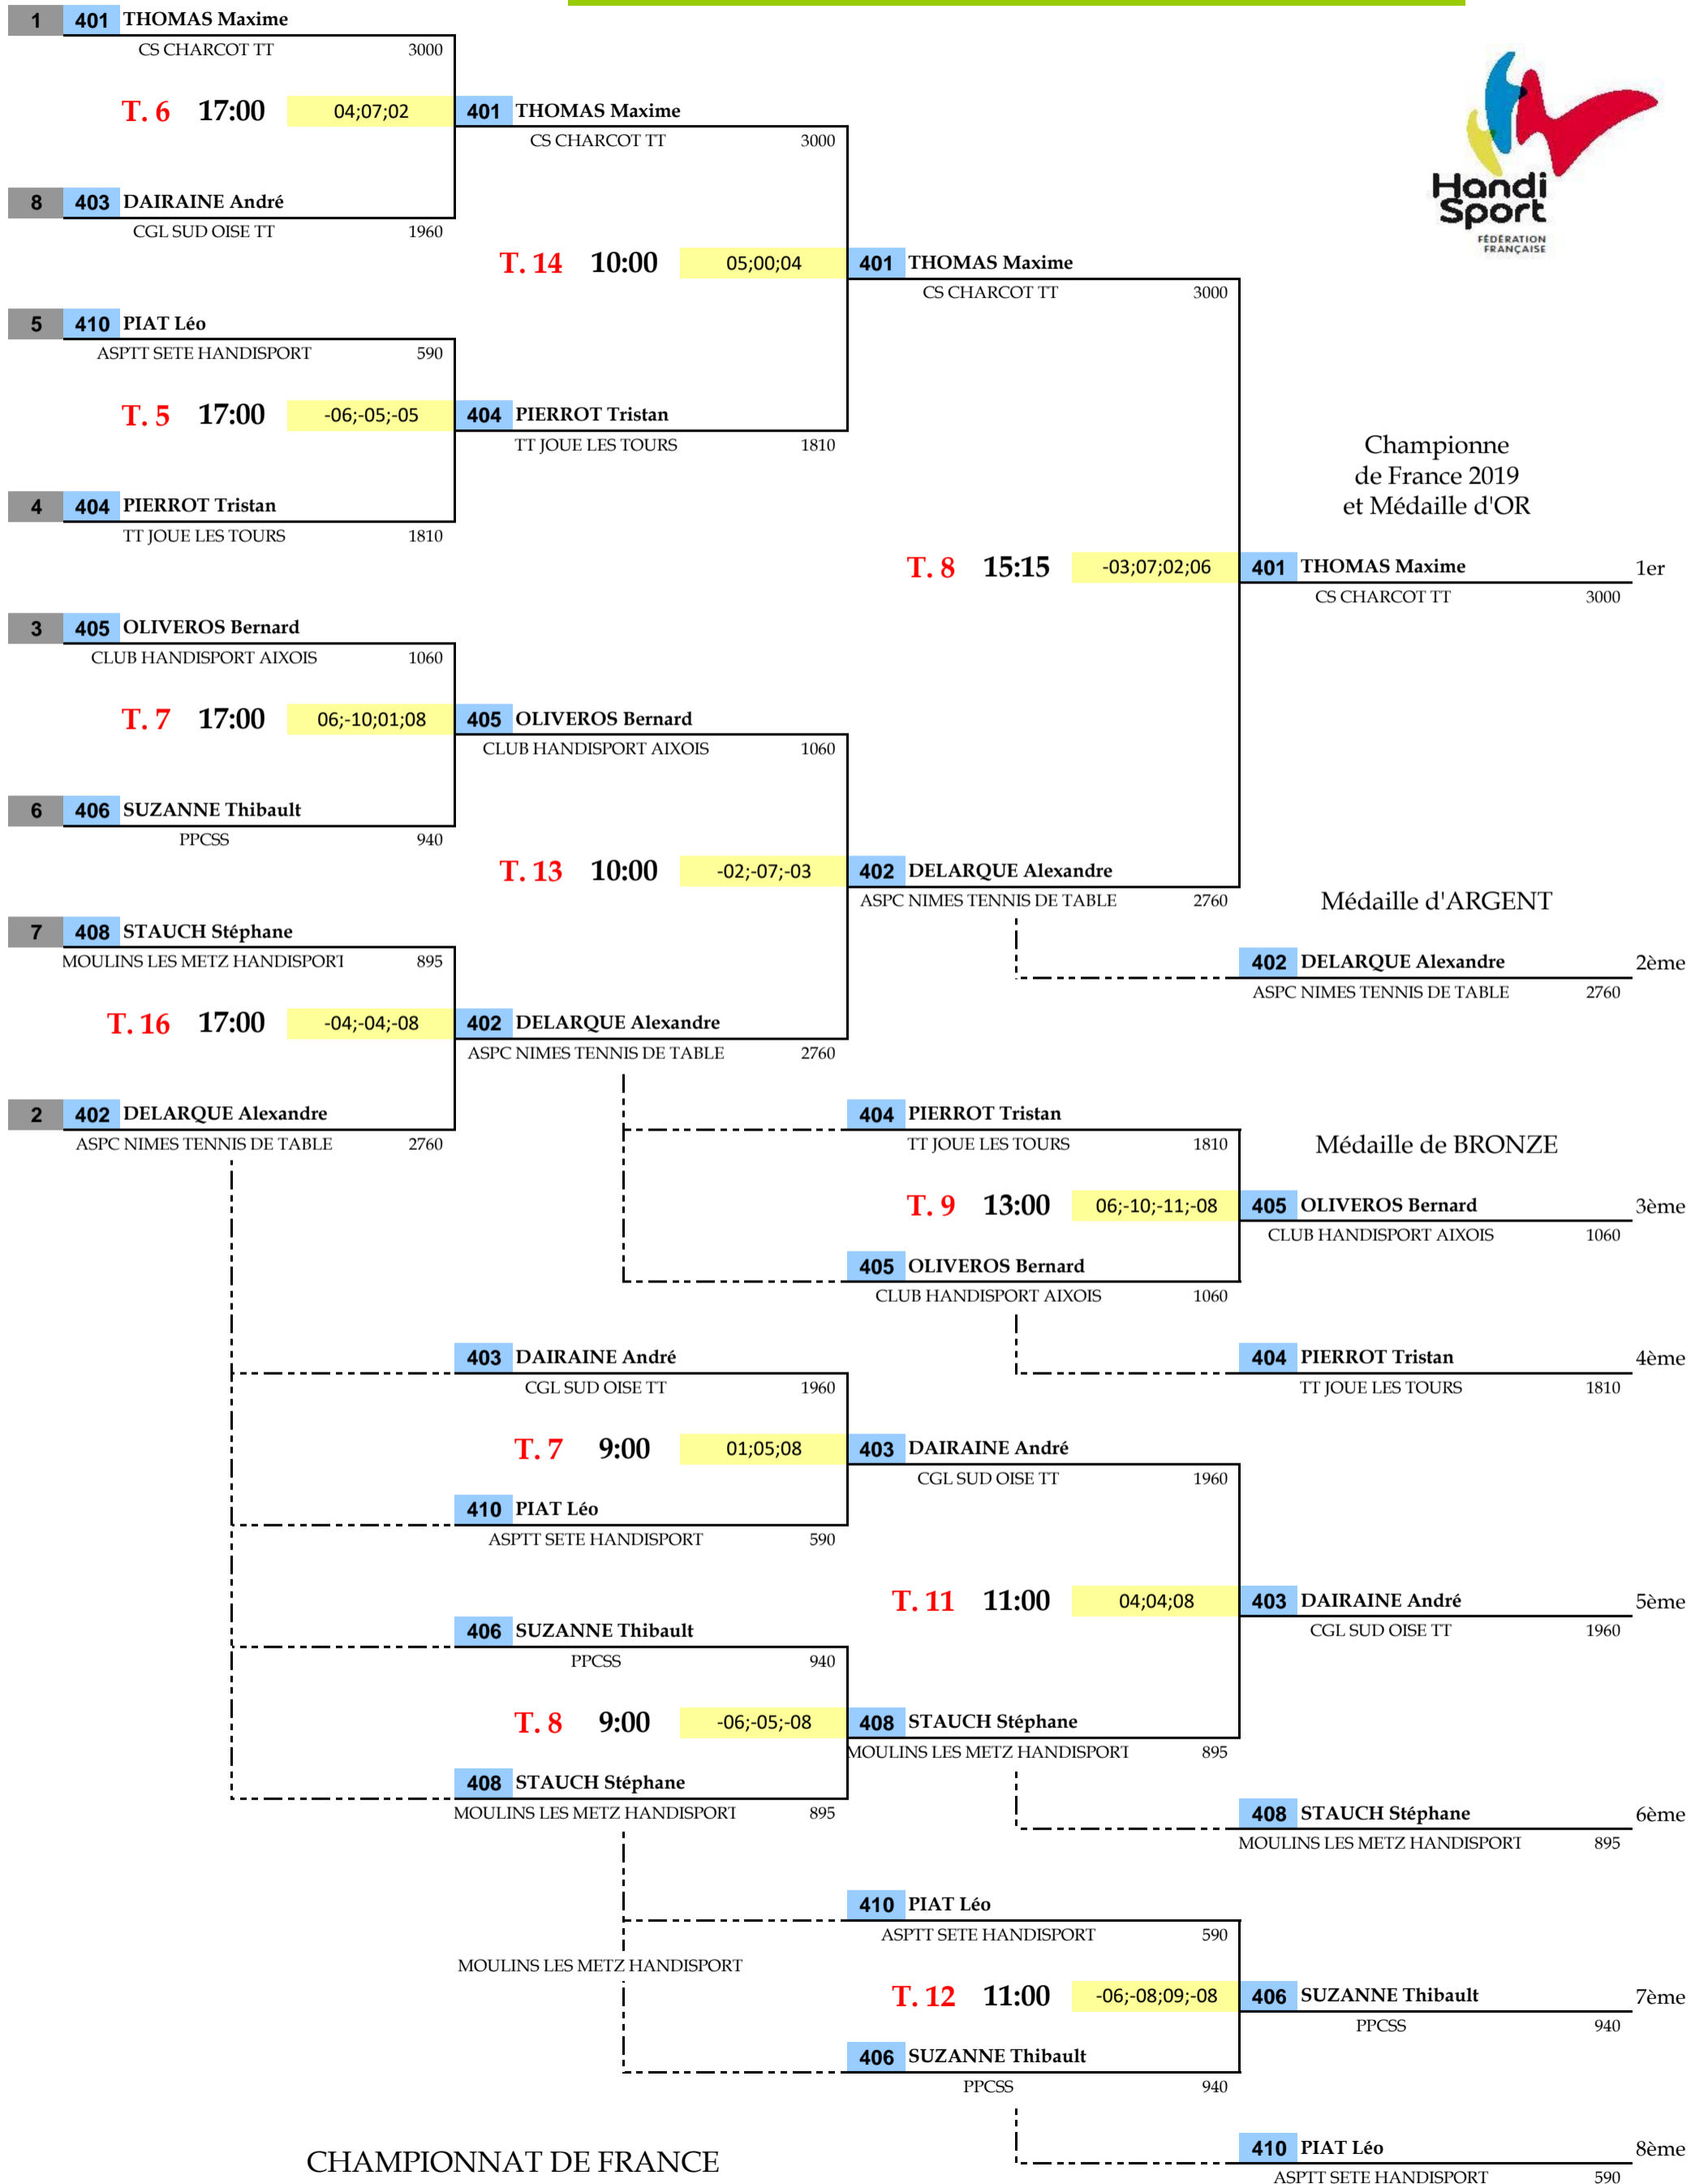 1 401 THOMAS Maxime
CS CHARCOT TT 3000
T. 6 17:00 04;07;02 401 THOMAS Maxime
CS CHARCOT TT 3000
Handi
Sport
FÉDÉRATION
FRANÇAISE
8 403 DAIRAINE André
CGL SUD OISE TT 1960
T. 14 10:00 05;00;04 401 THOMAS Maxime
CS CHARCOT TT 3000
5 410 PIAT Léo
ASPTT SETE HANDISPORT 590
T. 5 17:00 -06;-05;-05 404 PIERROT Tristan
TT JOUE LES TOURS 1810
Championne
de France 2019
et Médaille d'OR
4 404 PIERROT Tristan
TT JOUE LES TOURS 1810
T. 8 15:15 -03;07;02;06 401 THOMAS Maxime 1er
CS CHARCOT TT 3000
3 405 OLIVEROS Bernard
CLUB HANDISPORT AIXOIS 1060
T. 7 17:00 06;-10;01;08 405 OLIVEROS Bernard
CLUB HANDISPORT AIXOIS 1060
6 406 SUZANNE Thibault
PPCSS 940
T. 13 10:00 -02;-07;-03 402 DELARQUE Alexandre
ASPC NIMES TENNIS DE TABLE 2760
Médaille d'ARGENT
7 408 STAUCH Stéphane
MOULINS LES METZ HANDISPORT 895
402 DELARQUE Alexandre 2ème
ASPC NIMES TENNIS DE TABLE 2760
T. 16 17:00 -04;-04;-08 402 DELARQUE Alexandre
ASPC NIMES TENNIS DE TABLE 2760
2 402 DELARQUE Alexandre
ASPC NIMES TENNIS DE TABLE 2760
404 PIERROT Tristan
TT JOUE LES TOURS 1810
Médaille de BRONZE
T. 9 13:00 06;-10;-11;-08 405 OLIVEROS Bernard 3ème
CLUB HANDISPORT AIXOIS 1060
405 OLIVEROS Bernard
CLUB HANDISPORT AIXOIS 1060
403 DAIRAINE André
CGL SUD OISE TT 1960
404 PIERROT Tristan 4ème
TT JOUE LES TOURS 1810
T. 7 9:00 01;05;08 403 DAIRAINE André
CGL SUD OISE TT 1960
410 PIAT Léo
ASPTT SETE HANDISPORT 590
T. 11 11:00 04;04;08 403 DAIRAINE André 5ème
CGL SUD OISE TT 1960
406 SUZANNE Thibault
PPCSS 940
T. 8 9:00 -06;-05;-08 408 STAUCH Stéphane
MOULINS LES METZ HANDISPORT 895
408 STAUCH Stéphane
MOULINS LES METZ HANDISPORT 895
408 STAUCH Stéphane 6ème
MOULINS LES METZ HANDISPORT 895
410 PIAT Léo
ASPTT SETE HANDISPORT 590
MOULINS LES METZ HANDISPORT
T. 12 11:00 -06;-08;09;-08 406 SUZANNE Thibault 7ème
PPCSS 940
406 SUZANNE Thibault
PPCSS 940
CHAMPIONNAT DE FRANCE
410 PIAT Léo 8ème
ASPTT SETE HANDISPORT 590